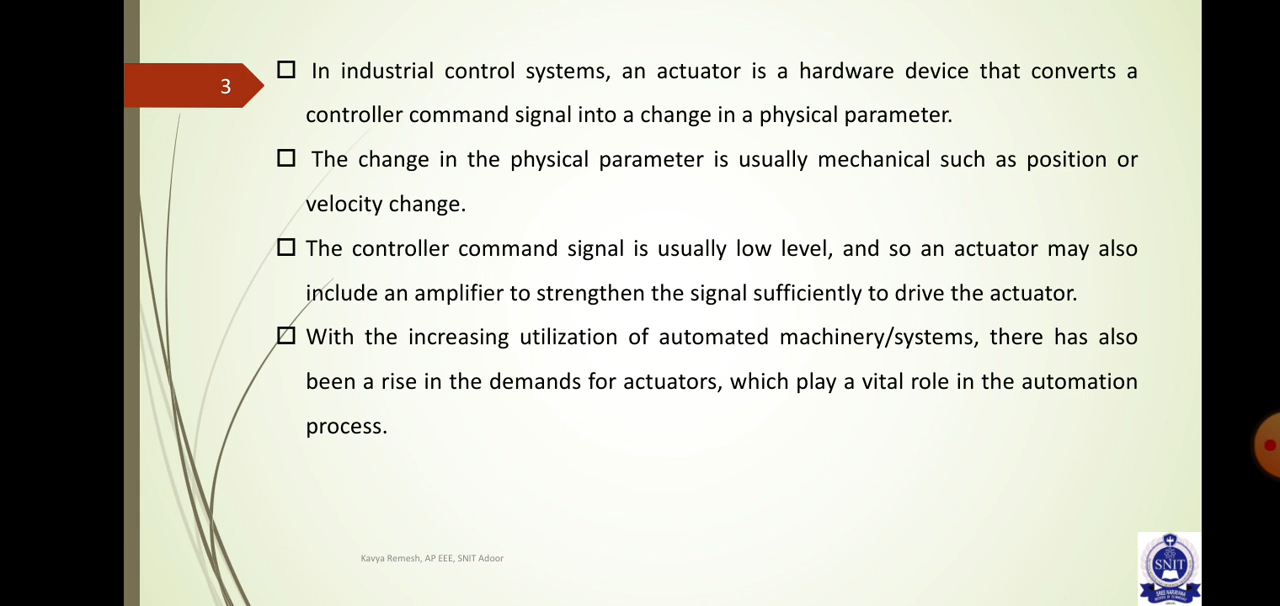 3
In industrial control systems, an actuator is a hardware device that converts a
controller command signal into a change in a physical parameter.
The change in the physical parameter is usually mechanical such as position or
velocity change.
The controller command signal is usually low level, and so an actuator may also
include an amplifier to strengthen the signal sufficiently to drive the actuator.
With the increasing utilization of automated machinery/systems, there has also
been a rise in the demands for actuators, which play a vital role in the automation
process.
Kavya Remesh, AP EEE, SNIT Adoor
SNIT